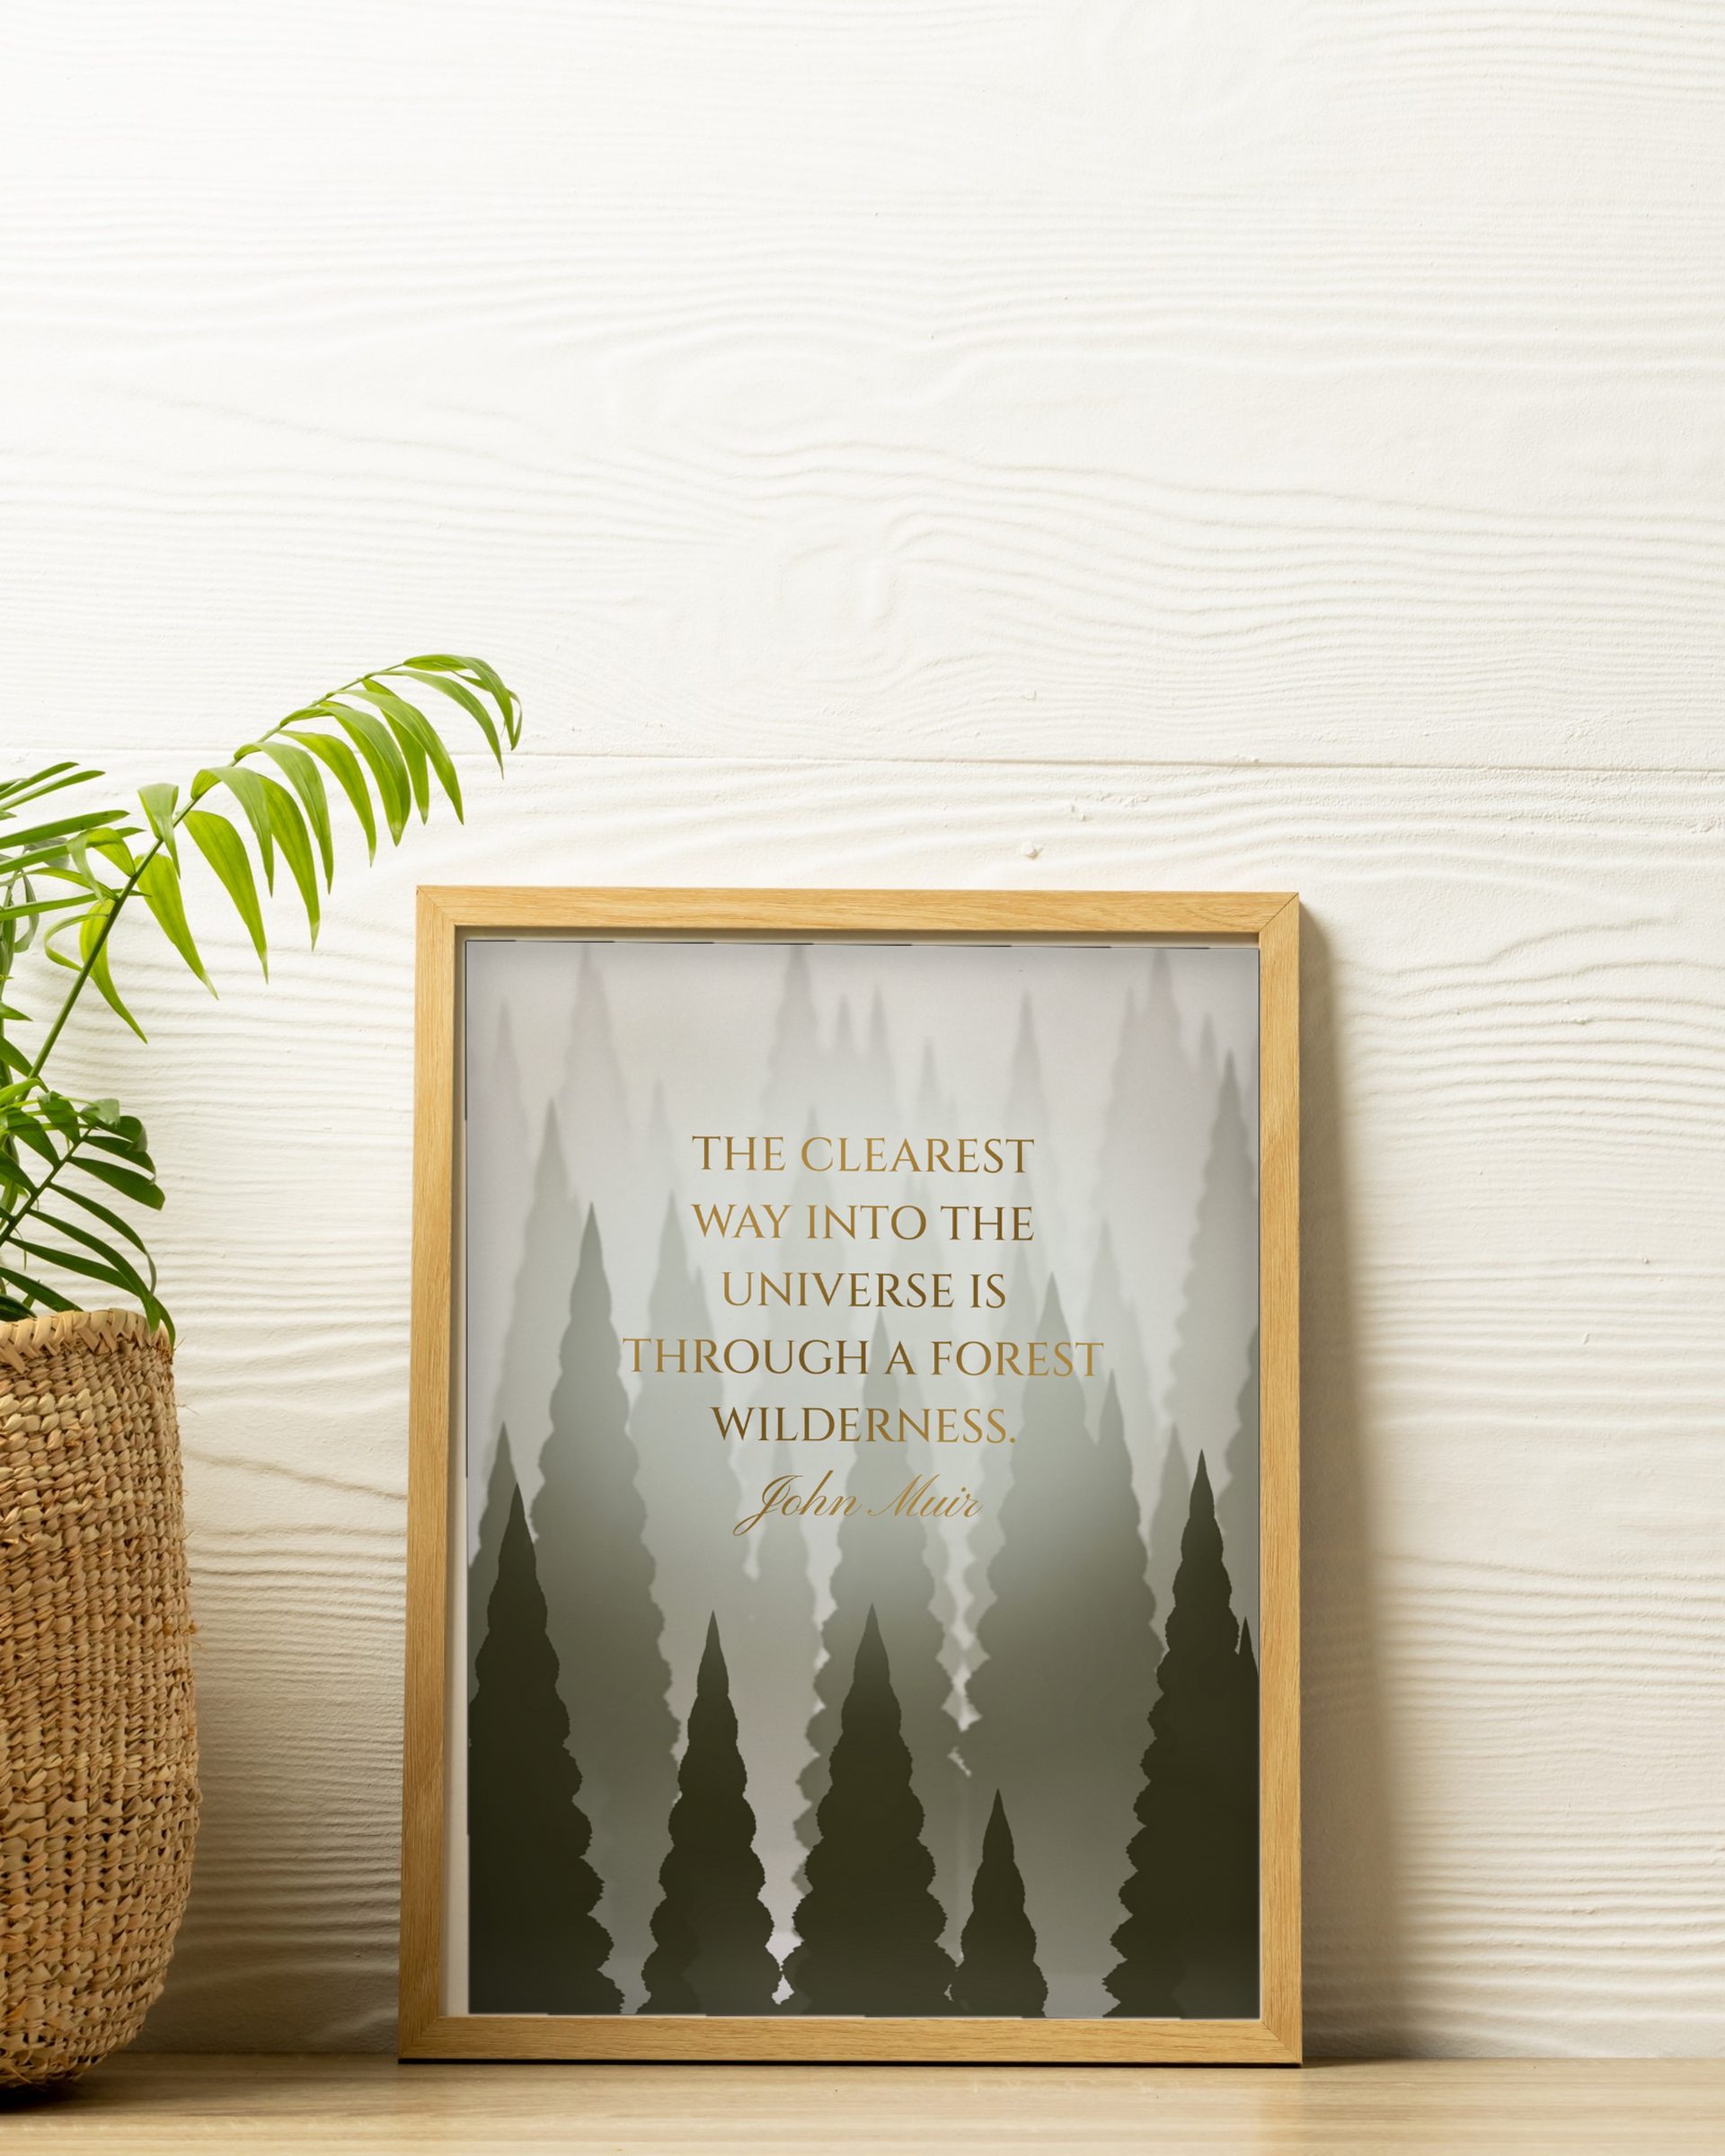 THE CLEAREST
WAY INTO THE
UNIVERSE IS
THROUGH A FOREST
WILDERNESS.
John Muir